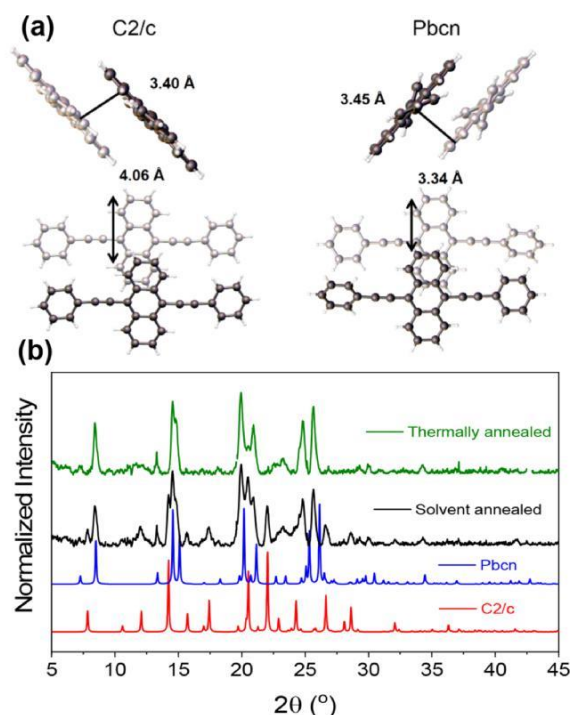 (a)
C2/c
Pbcn
3.40 Å
3.45 Å
4.06 Å
3.34 Å
(b)
Normalized Intensity
Thermally annealed
Solvent annealed
Pbcn
C2/c
5 10 15 20 25 30 35 40 45
2θ (°)